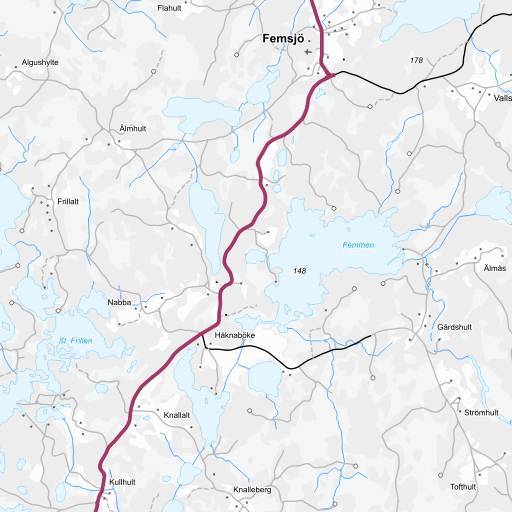 Flahult
Femsjö
Algushylte
178
Valls
Älmhult
Frillalt
Femmen
148
Älmås
Nabba
Gårdshult
Håknaböke
St. Frillen
Knallalt
Strömhult
Kullhult
Knalleberg
Tofthult